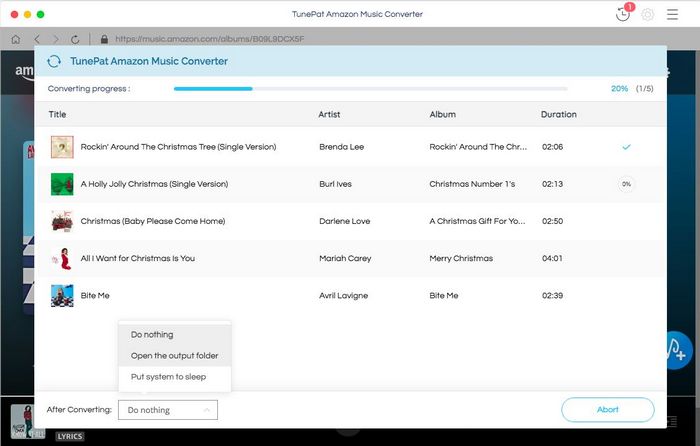 TunePat Amazon Music Converter
1
https://music.amazon.com/albums/B09L9DCX5F
TunePat Amazon Music Converter
Converting progress :
20% (1/5)
Title Artist Album Duration
Rockin' Around The Christmas Tree (Single Version) Brenda Lee Rockin' Around The Chr... 02:06
A Holly Jolly Christmas (Single Version) Burl Ives Christmas Number 1's 02:13 0%
Christmas (Baby Please Come Home) Darlene Love A Christmas Gift For Yo... 02:50
All I Want for Christmas Is You Mariah Carey Merry Christmas 04:01
Bite Me Avril Lavigne Bite Me 02:39
Do nothing
Open the output folder
Put system to sleep
After Converting: Do nothing Abort
LYRICS